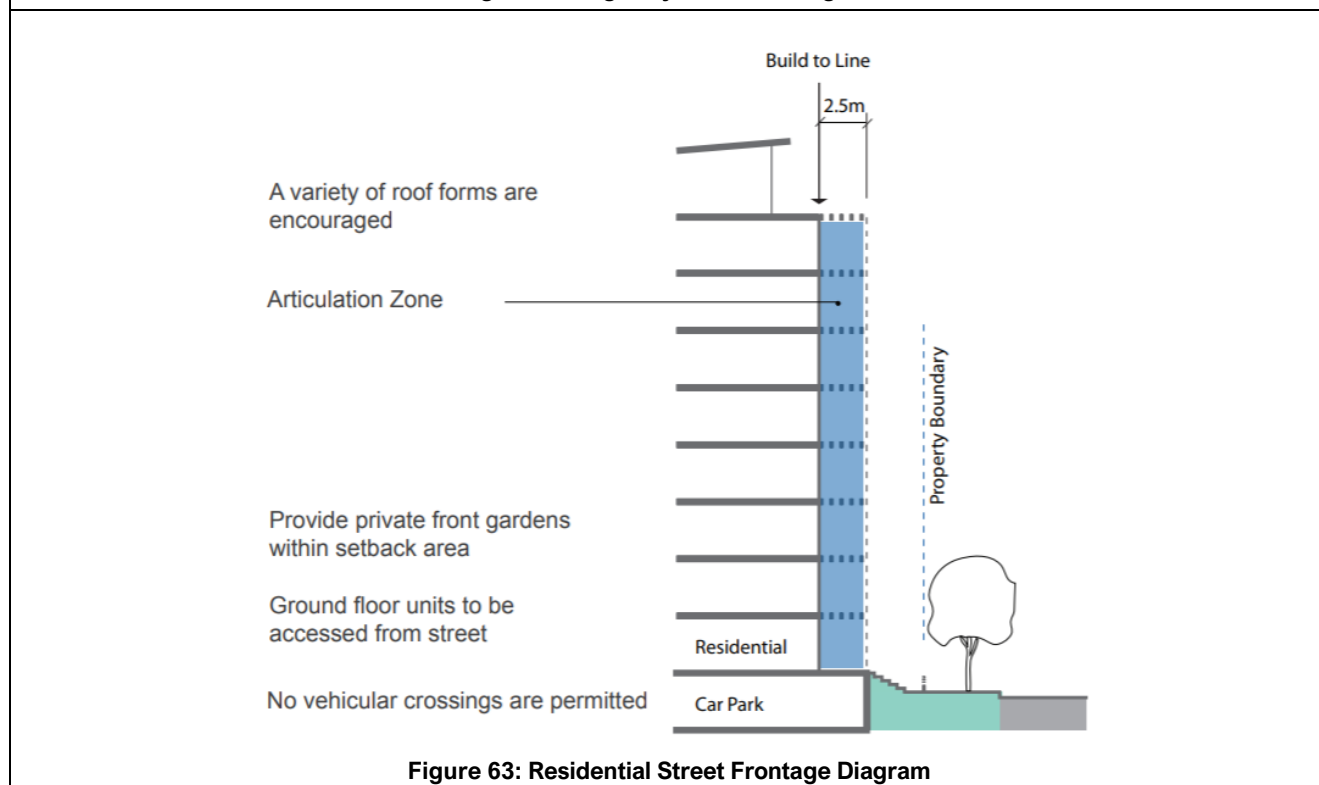 Build to Line
2.5m
A variety of roof forms are
encouraged
Articulation Zone
Property Boundary
Provide private front gardens
within setback area
Ground floor units to be
accessed from street
Residential
No vehicular crossings are permitted
Car Park
Figure 63: Residential Street Frontage Diagram